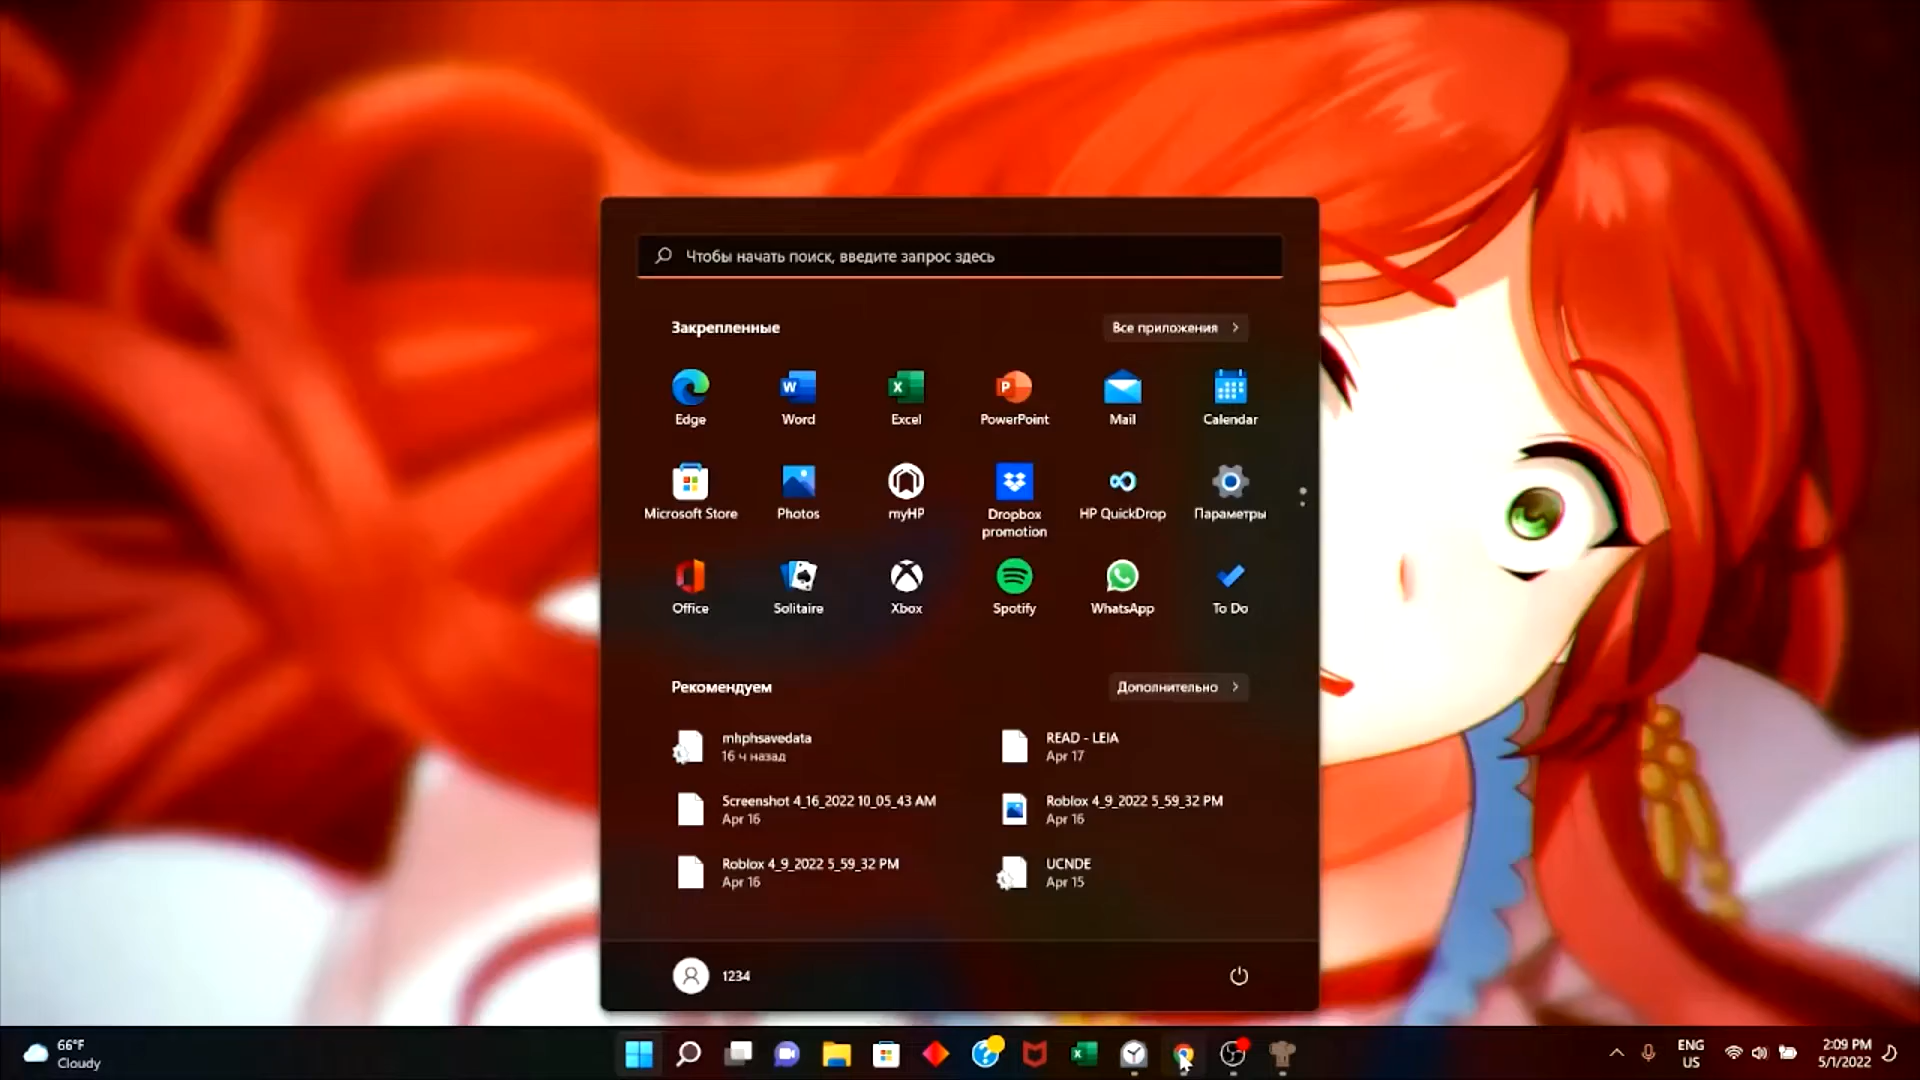 Чтобы начать поиск, введите запрос здесь
Закрепленные
Все приложения
Edge
Word
Excel
PowerPoint
Mail
Calendar
Microsoft Store
Photos
myHP
Dropbox
promotion
HP QuickDrop
Параметры
Office
Solitaire
Xbox
Spotify
WhatsApp
To Do
Рекомендуем
Дополнительно
mhphsavedata
16 ч назад
READ - LEIA
Apr 17
Screenshot 4_16_2022 10_05_43 AM
Apr 16
Roblox 4_9_2022 5_59_32 PM
Apr 16
Roblox 4_9_2022 5_59_32 PM
Apr 16
UCNDE
Apr 15
1234
66°F
Cloudy
ENG
US
2:09 PM
5/1/2022